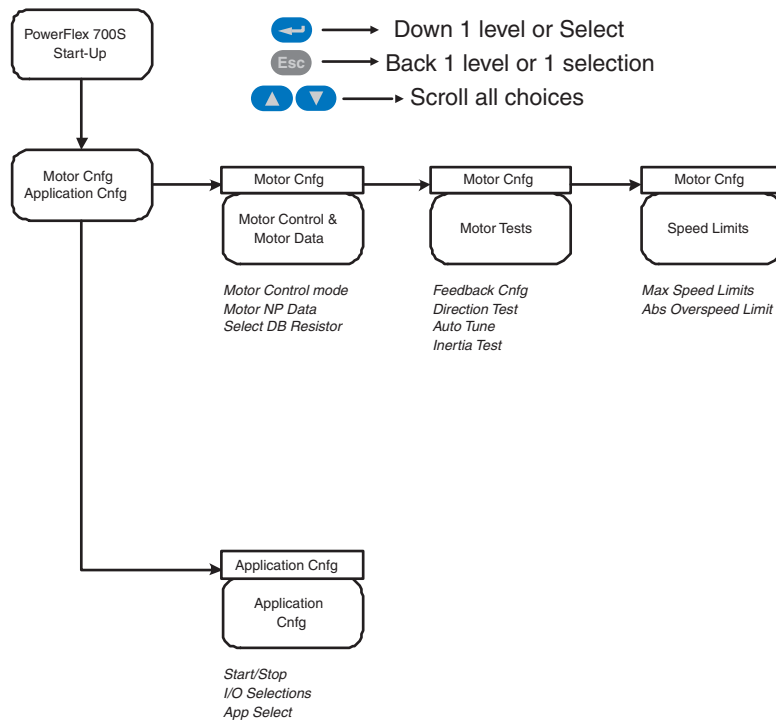 PowerFlex 700S
Start-Up
Down 1 level or Select
Esc
Back 1 level or 1 selection
Scroll all choices
Motor Cnfg
Application Cnfg
Motor Cnfg
Motor Control &
Motor Data
Motor Control mode
Motor NP Data
Select DB Resistor
Motor Cnfg
Motor Tests
Feedback Cnfg
Direction Test
Auto Tune
Inertia Test
Motor Cnfg
Speed Limits
Max Speed Limits
Abs Overspeed Limit
Application Cnfg
Application
Cnfg
Start/Stop
I/O Selections
App Select